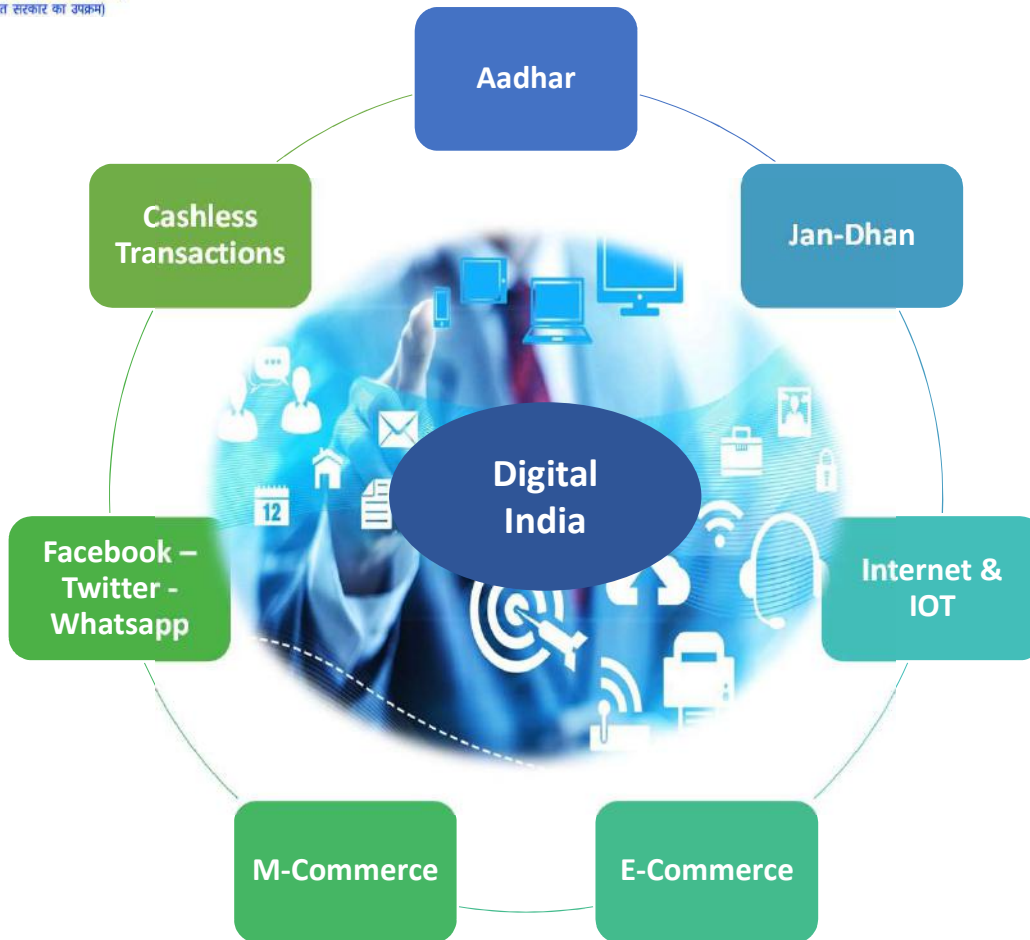 त सरकार का उपक्रम)
Aadhar
Jan-Dhan
Internet &
IOT
E-Commerce
M-Commerce
Facebook –
Twitter -
Whatsapp
Cashless
Transactions
Digital
India
12